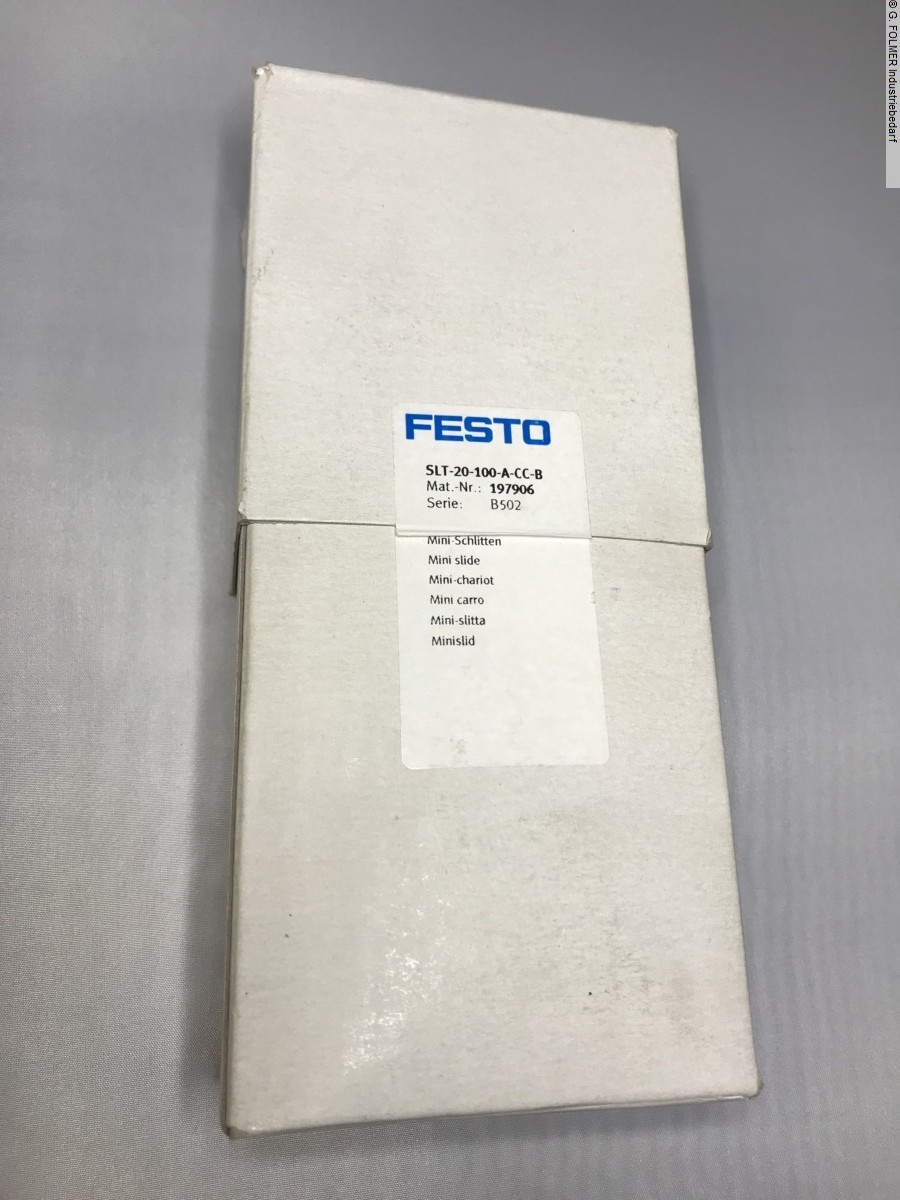 FESTO
SLT-20-100-A-CC-B
Mat.-Nr.: 197906
Serie: B502
Mini-Schlitten
Mini slide
Mini-chariot
Mini carro
Mini-slitta
Minislid
® G. FOLMER Industriebedarf